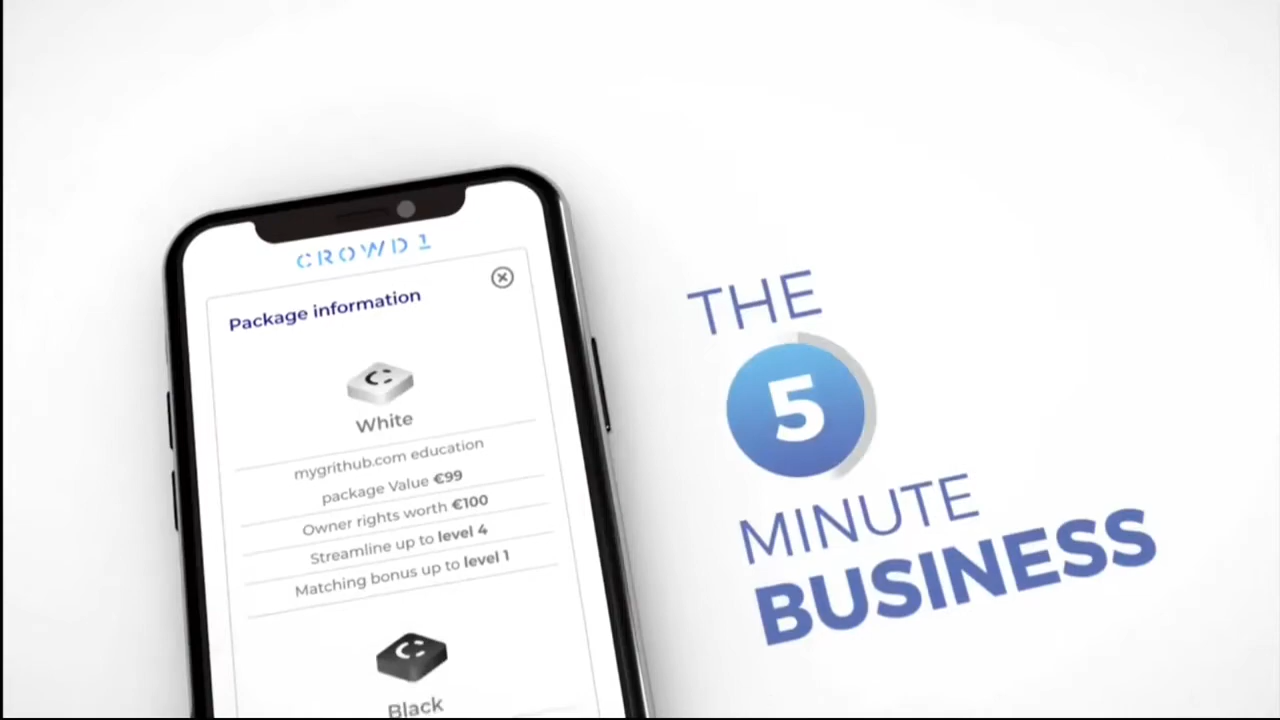 CROWD 1
Package information
White
mygrithub.com education
package Value €99
Owner rights worth €100
Streamline up to level 4
Matching bonus up to level 1
Black
THE
5
MINUTE
BUSINESS